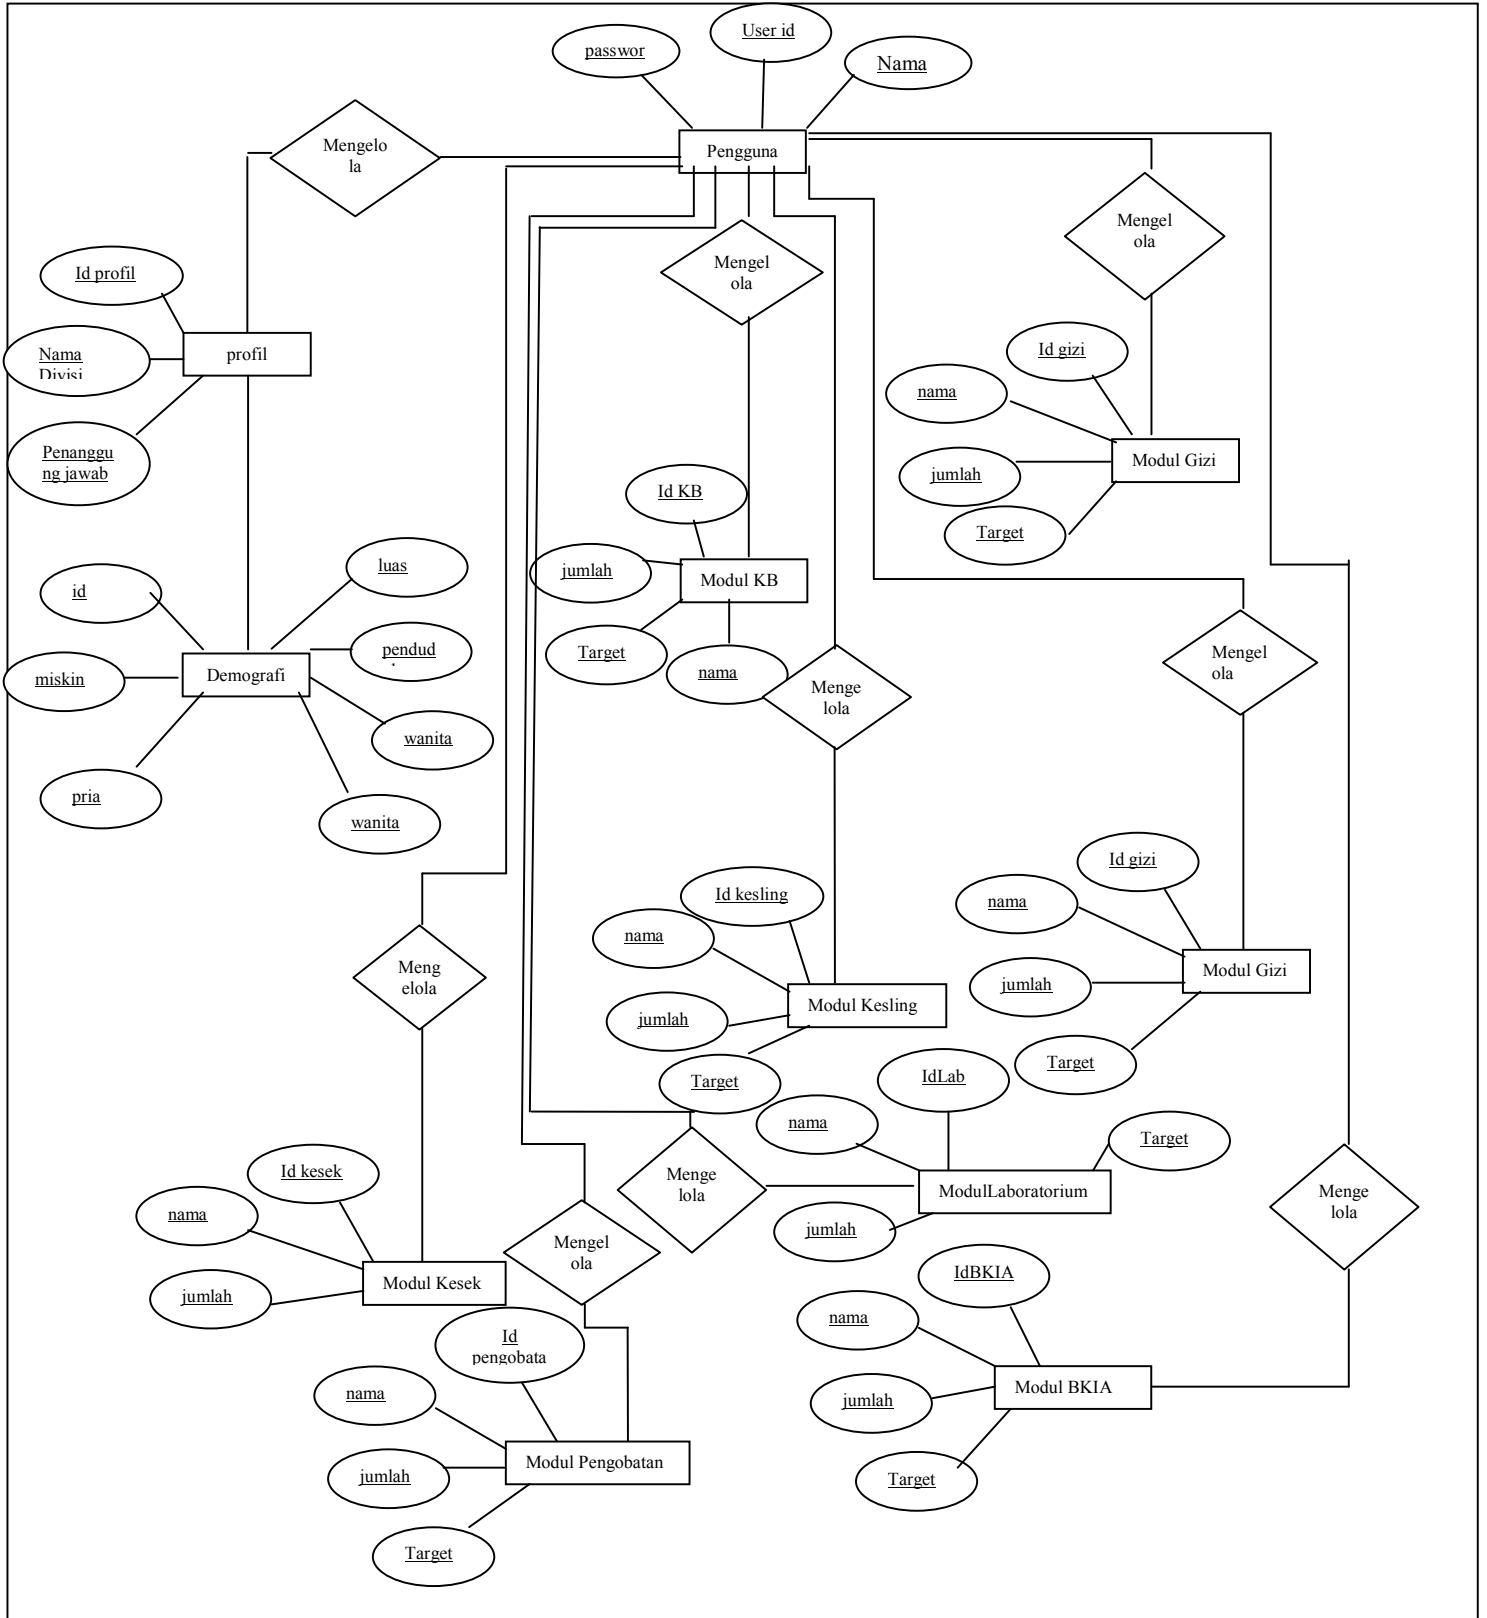 User id
passwor
Nama
Mengelo
la
Pengguna
Mengel
ola
Mengel
ola
Id profil
Nama
Divisi
profil
Id gizi
nama
Penanggu
ng jawab
Modul Gizi
jumlah
Id KB
Target
luas
jumlah
Modul KB
id
pendud
Target
Mengel
ola
miskin
Demografi
nama
Menge
lola
wanita
pria
wanita
Id gizi
Id kesling
nama
nama
Meng
elola
Modul Gizi
jumlah
Modul Kesling
jumlah
Target
Target
IdLab
nama
Target
Id kesek
Menge
lola
ModulLaboratorium
Menge
lola
nama
jumlah
Mengel
ola
Modul Kesek
IdBKIA
jumlah
nama
Id
pengobata
nama
Modul BKIA
jumlah
Modul Pengobatan
jumlah
Target
Target